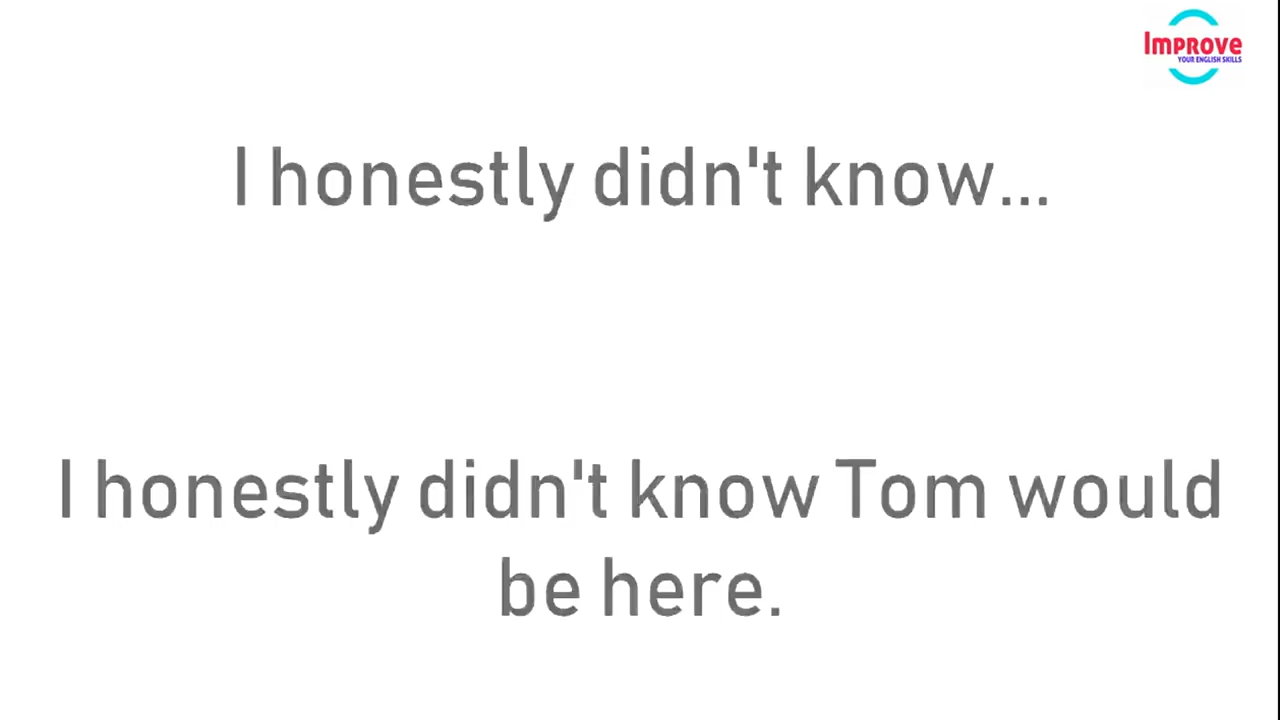 Improve
YOUR ENGLISH SKILLS
I honestly didn't know...
I honestly didn't know Tom would
be here.